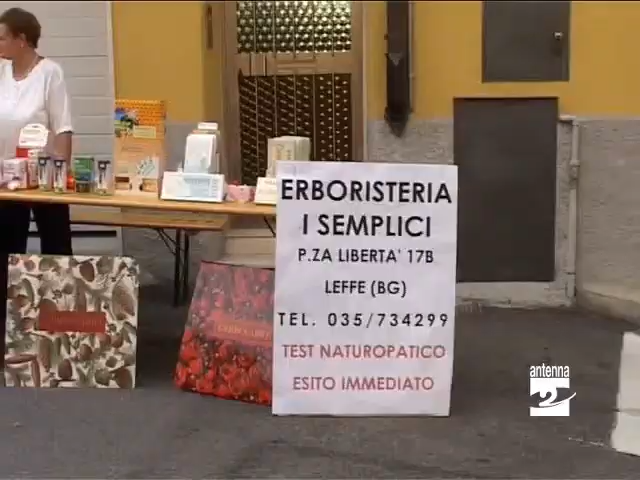 ERBORISTERIA
I SEMPLICI
P.ZA LIBERTA' 17B
LEFFE (BG)
TEL. 035/734299
TEST NATUROPATICO
ESITO IMMEDIATO
antenna
2